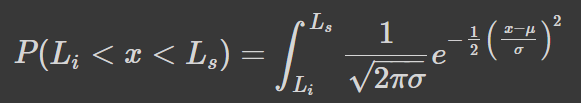 P(L_i < x < L_s) = \int_{L_i}^{L_s} \frac{1}{\sqrt{2\pi\sigma}} e^{-\frac{1}{2}\left(\frac{x-\mu}{\sigma}\right)^2}